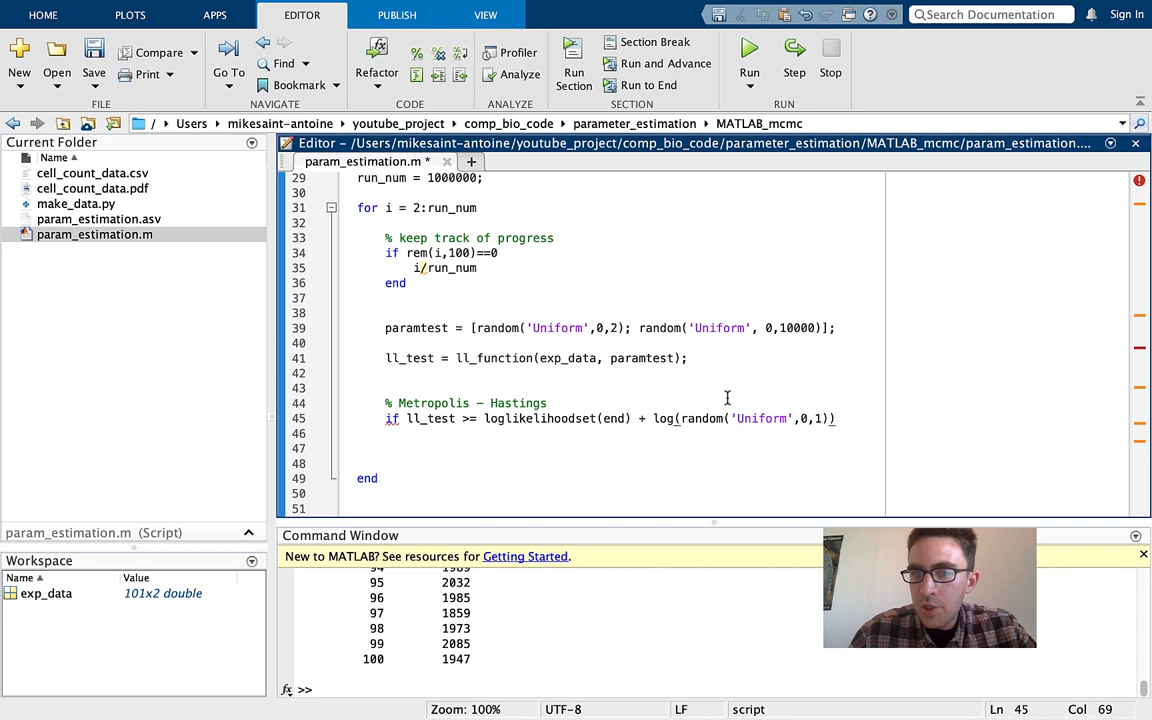 HOME PLOTS APPS EDITOR PUBLISH VIEW Search Documentation Sign In
New Open Save Compare Print Go To Find Bookmark Refactor Profiler Analyze Run Section Section Break Run and Advance Run to End Run Step Stop
FILE NAVIGATE CODE ANALYZE SECTION RUN
/ Users mikesaint-antoine youtube_project comp_bio_code parameter_estimation MATLAB_mcmc
Current Folder
Name
cell_count_data.csv
cell_count_data.pdf
make_data.py
param_estimation.asv
param_estimation.m
param_estimation.m (Script)
Workspace
Name Value
exp_data 101x2 double
Editor - /Users/mikesaint-antoine/youtube_project/comp_bio_code/parameter_estimation/MATLAB_mcmc/param_estimation....
param_estimation.m * × +
29 run_num = 1000000;
30
31 for i = 2:run_num
32
33 % keep track of progress
34 if rem(i,100)==0
35 i/run_num
36 end
37
38
39 paramtest = [random('Uniform',0,2); random('Uniform', 0,10000)];
40
41 ll_test = ll_function(exp_data, paramtest);
42
43
44 % Metropolis - Hastings
45 if ll_test >= loglikelihoodset(end) + log(random('Uniform',0,1))
46
47
48
49 end
50
51
Command Window
New to MATLAB? See resources for Getting Started.
94 1989
95 2032
96 1985
97 1859
98 1973
99 2085
100 1947
fx >>
Zoom: 100% UTF-8 LF script Ln 45 Col 69